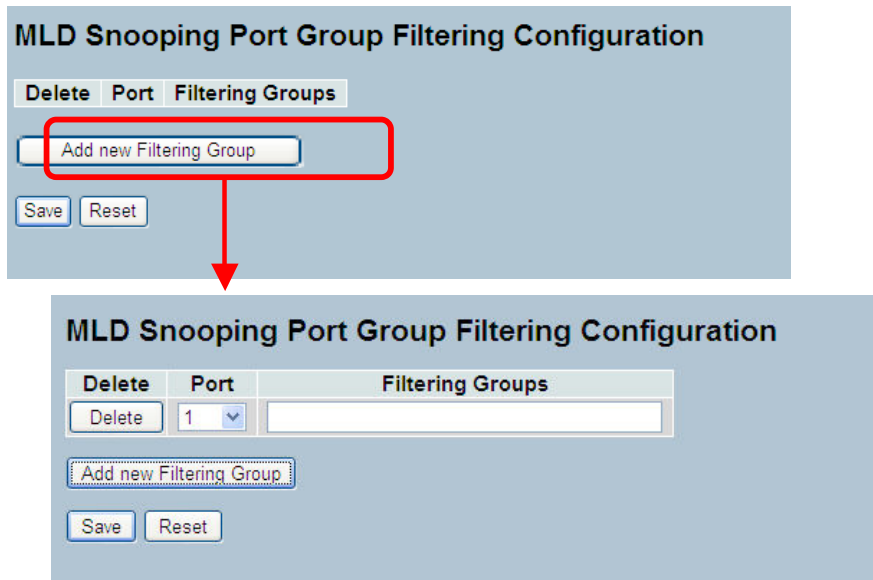 MLD Snooping Port Group Filtering Configuration
Delete Port Filtering Groups
Add new Filtering Group
Save Reset
MLD Snooping Port Group Filtering Configuration
Delete Port Filtering Groups
Delete 1
Add new Filtering Group
Save Reset